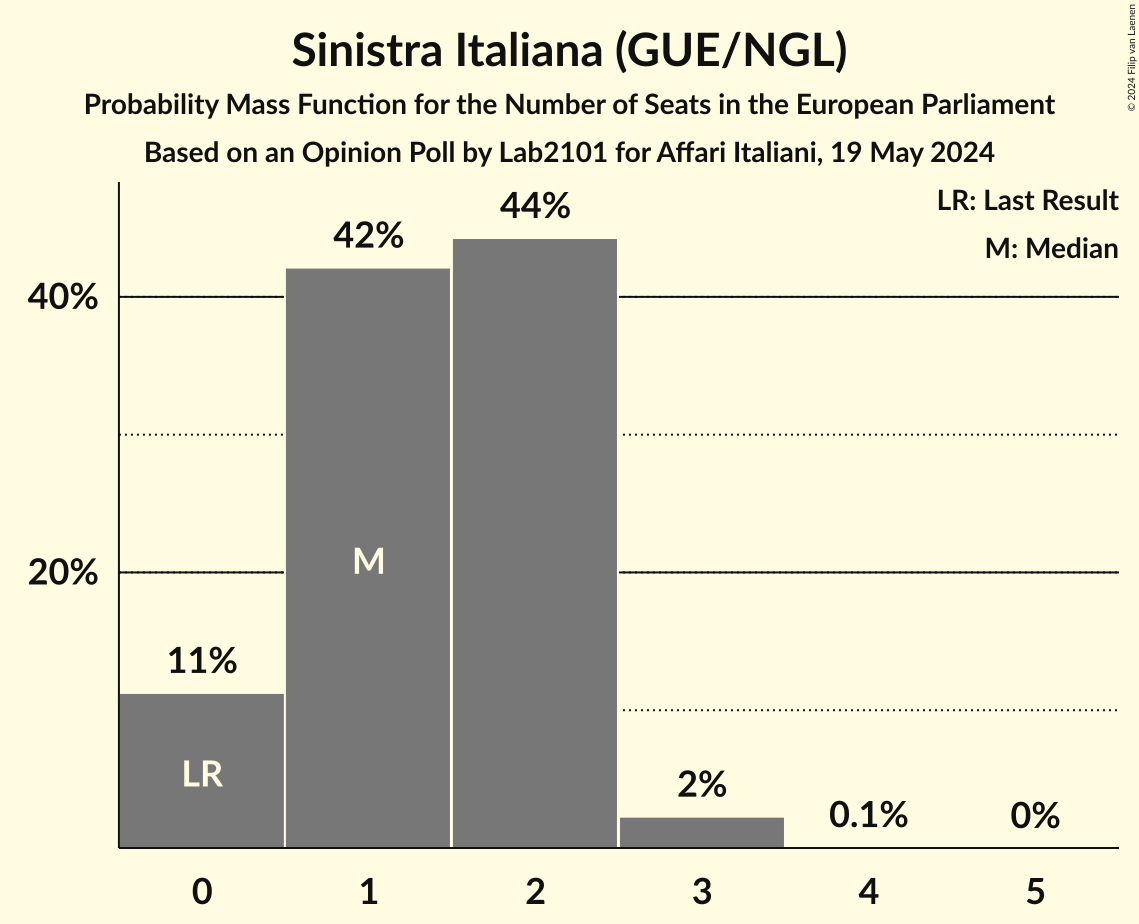 Sinistra Italiana (GUE/NGL)
Probability Mass Function for the Number of Seats in the European Parliament
Based on an Opinion Poll by Lab2101 for Affari Italiani, 19 May 2024
© 2024 Filip van Laenen
LR: Last Result
M: Median
44%
42%
40%
M
20%
11%
LR
2%
0.1%
0%
0 1 2 3 4 5